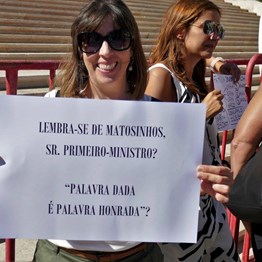 LEMBRA-SE DE MATOSINHOS,
SR. PRIMEIRO-MINISTRO?
“PALAVRA DADA
É PALAVRA HONRADA”?